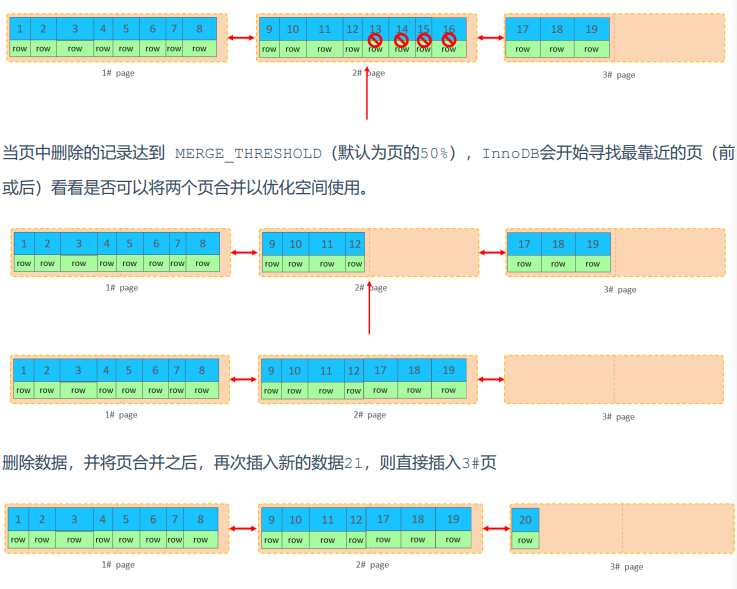 1 2 3 4 5 6 7 8 9 10 11 12 13 14 15 16 17 18 19
row row row row row row row row row row row row row row row row row row row
1# page 2# page 3# page
当页中删除的记录达到 MERGE_THRESHOLD（默认为页的50%），InnoDB会开始寻找最靠近的页（前
或后）看看是否可以将两个页合并以优化空间使用。
1 2 3 4 5 6 7 8 9 10 11 12 17 18 19
row row row row row row row row row row row row row row row
1# page 2# page 3# page
1 2 3 4 5 6 7 8 9 10 11 12 17 18 19
row row row row row row row row row row row row row row row
1# page 2# page 3# page
删除数据，并将页合并之后，再次插入新的数据21，则直接插入3#页
1 2 3 4 5 6 7 8 9 10 11 12 17 18 19 20
row row row row row row row row row row row row row row row row
1# page 2# page 3# page